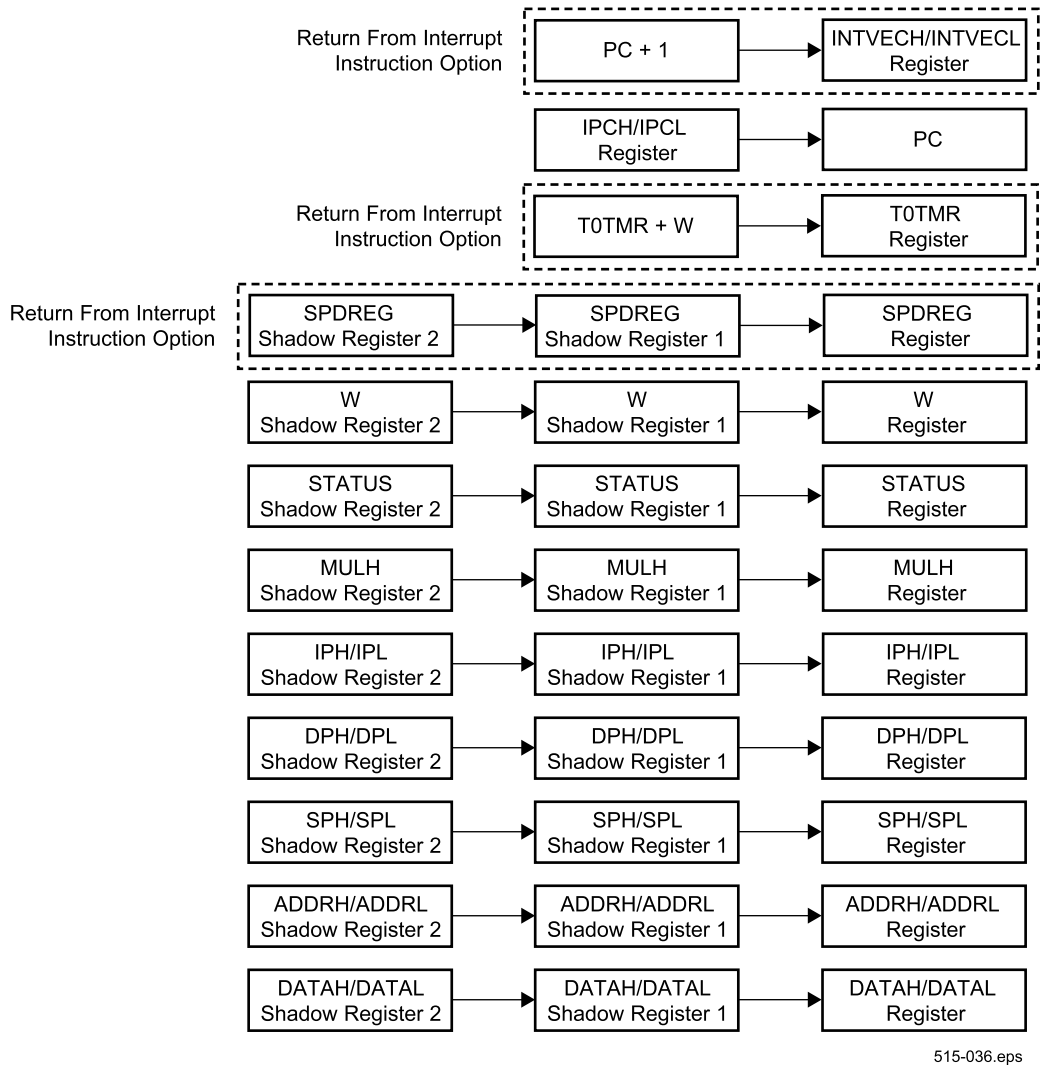 Return From Interrupt
Instruction Option
PC + 1
INTVECH/INTVECL
Register
IPCH/IPCL
Register
PC
Return From Interrupt
Instruction Option
T0TMR + W
T0TMR
Register
Return From Interrupt
Instruction Option
SPDREG
Shadow Register 2
SPDREG
Shadow Register 1
SPDREG
Register
W
Shadow Register 2
W
Shadow Register 1
W
Register
STATUS
Shadow Register 2
STATUS
Shadow Register 1
STATUS
Register
MULH
Shadow Register 2
MULH
Shadow Register 1
MULH
Register
IPH/IPL
Shadow Register 2
IPH/IPL
Shadow Register 1
IPH/IPL
Register
DPH/DPL
Shadow Register 2
DPH/DPL
Shadow Register 1
DPH/DPL
Register
SPH/SPL
Shadow Register 2
SPH/SPL
Shadow Register 1
SPH/SPL
Register
ADDRH/ADDRL
Shadow Register 2
ADDRH/ADDRL
Shadow Register 1
ADDRH/ADDRL
Register
DATAH/DATAL
Shadow Register 2
DATAH/DATAL
Shadow Register 1
DATAH/DATAL
Register
515-036.eps